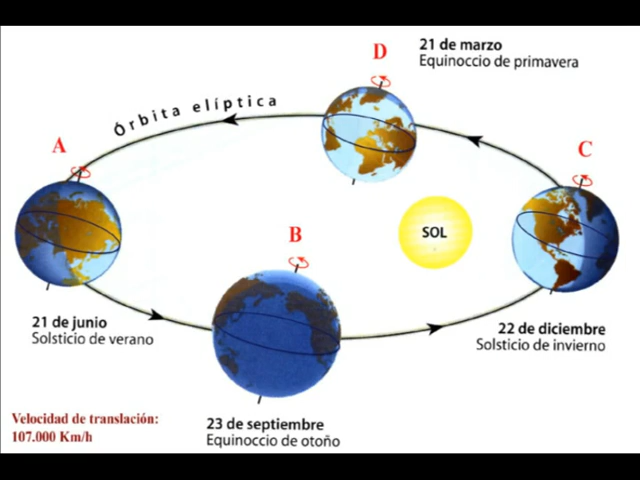 D
21 de marzo
Equinoccio de primavera
Órbita elíptica
A
C
B
SOL
21 de junio
Solsticio de verano
22 de diciembre
Solsticio de invierno
Velocidad de translación:
107.000 Km/h
23 de septiembre
Equinoccio de otoño